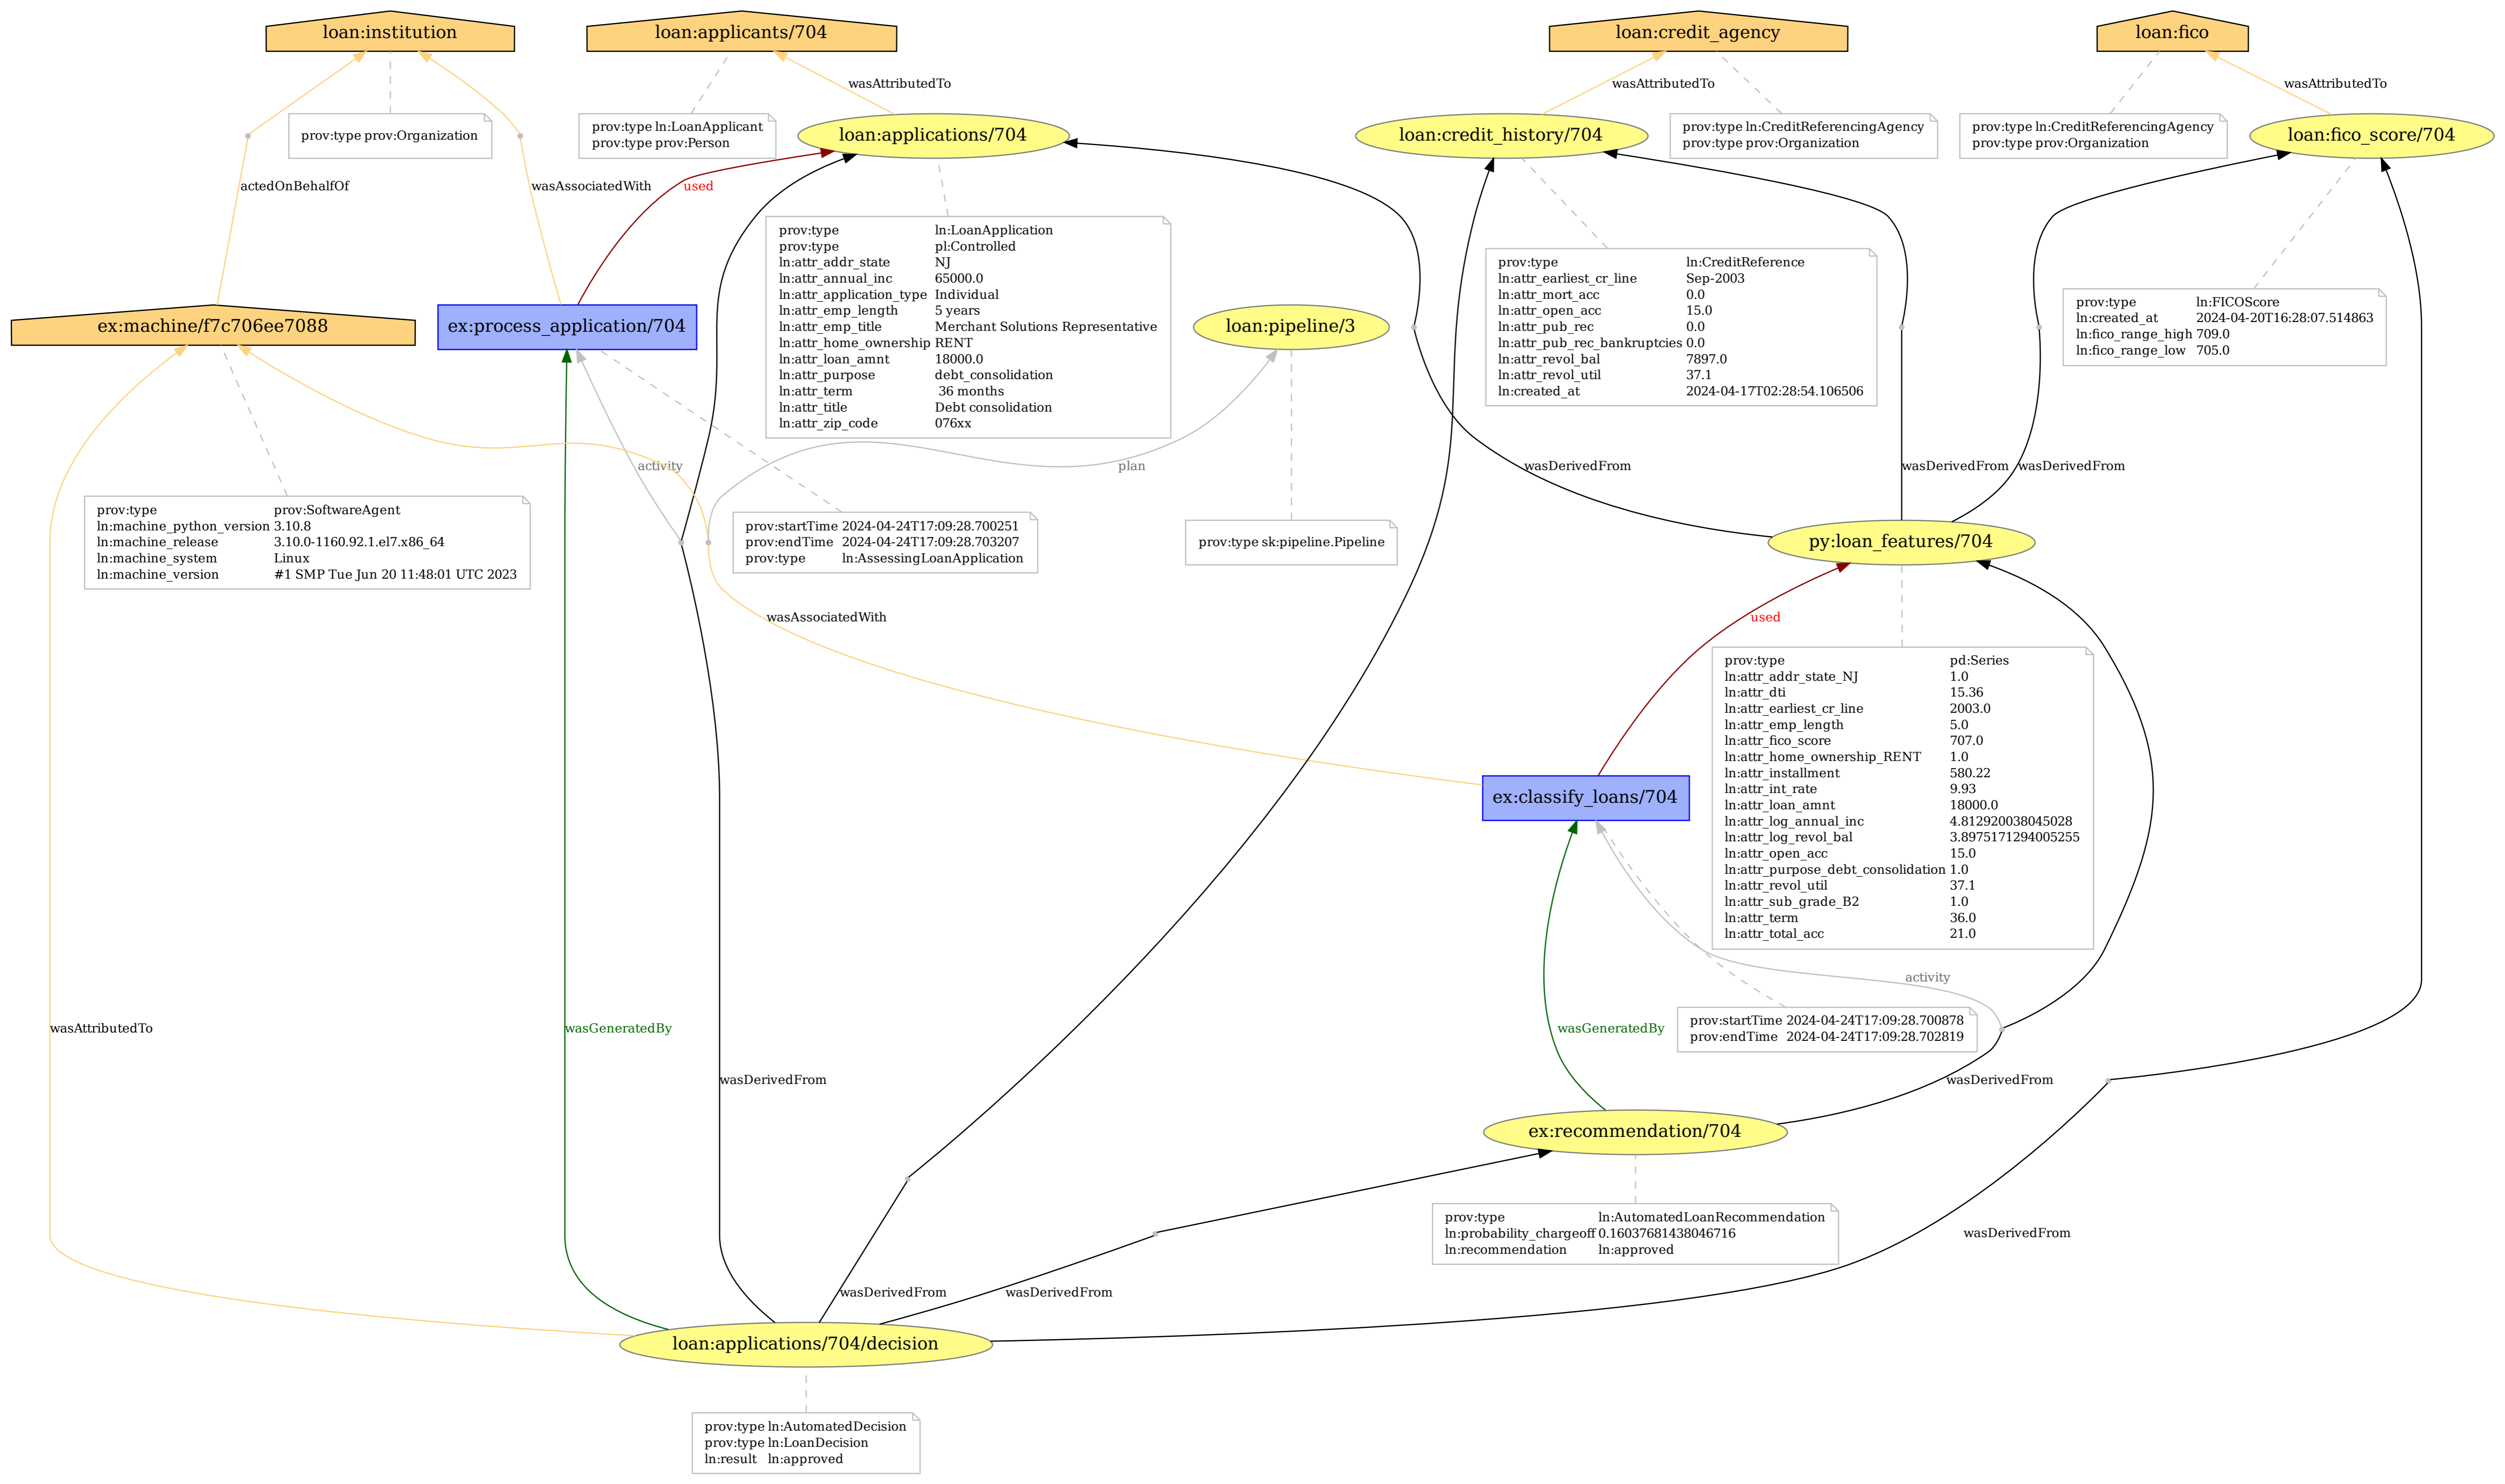 loan:institution
loan:applicants/704
loan:credit_agency
loan:fico
wasAttributedTo
wasAttributedTo
wasAttributedTo
prov:type prov:Organization
prov:type ln:LoanApplicant
prov:type prov:Person
loan:applications/704
loan:credit_history/704
prov:type ln:CreditReferencingAgency
prov:type prov:Organization
prov:type ln:CreditReferencingAgency
prov:type prov:Organization
loan:fico_score/704
actedOnBehalfOf
wasAssociatedWith
used
prov:type ln:LoanApplication
prov:type pl:Controlled
ln:attr_addr_state NJ
ln:attr_annual_inc 65000.0
ln:attr_application_type Individual
ln:attr_emp_length 5 years
ln:attr_emp_title Merchant Solutions Representative
ln:attr_home_ownership RENT
ln:attr_loan_amnt 18000.0
ln:attr_purpose debt_consolidation
ln:attr_term 36 months
ln:attr_title Debt consolidation
ln:attr_zip_code 076xx
prov:type ln:CreditReference
ln:attr_earliest_cr_line Sep-2003
ln:attr_mort_acc 0.0
ln:attr_open_acc 15.0
ln:attr_pub_rec 0.0
ln:attr_pub_rec_bankruptcies 0.0
ln:attr_revol_bal 7897.0
ln:attr_revol_util 37.1
ln:created_at 2024-04-17T02:28:54.106506
prov:type ln:FICOScore
ln:created_at 2024-04-20T16:28:07.514863
ln:fico_range_high 709.0
ln:fico_range_low 705.0
ex:machine/f7c706ee7088
ex:process_application/704
loan:pipeline/3
activity
plan
wasDerivedFrom
wasDerivedFrom
wasDerivedFrom
prov:type prov:SoftwareAgent
ln:machine_python_version 3.10.8
ln:machine_release 3.10.0-1160.92.1.el7.x86_64
ln:machine_system Linux
ln:machine_version #1 SMP Tue Jun 20 11:48:01 UTC 2023
prov:startTime 2024-04-24T17:09:28.700251
prov:endTime 2024-04-24T17:09:28.703207
prov:type ln:AssessingLoanApplication
prov:type sk:pipeline.Pipeline
py:loan_features/704
wasAssociatedWith
used
prov:type pd:Series
ln:attr_addr_state_NJ 1.0
ln:attr_dti 15.36
ln:attr_earliest_cr_line 2003.0
ln:attr_emp_length 5.0
ln:attr_fico_score 707.0
ln:attr_home_ownership_RENT 1.0
ln:attr_installment 580.22
ln:attr_int_rate 9.93
ln:attr_loan_amnt 18000.0
ln:attr_log_annual_inc 4.812920038045028
ln:attr_log_revol_bal 3.8975171294005255
ln:attr_open_acc 15.0
ln:attr_purpose_debt_consolidation 1.0
ln:attr_revol_util 37.1
ln:attr_sub_grade_B2 1.0
ln:attr_term 36.0
ln:attr_total_acc 21.0
ex:classify_loans/704
activity
wasAttributedTo
wasGeneratedBy
wasGeneratedBy
prov:startTime 2024-04-24T17:09:28.700878
prov:endTime 2024-04-24T17:09:28.702819
wasDerivedFrom
wasDerivedFrom
ex:recommendation/704
prov:type ln:AutomatedLoanRecommendation
ln:probability_chargeoff 0.16037681438046716
ln:recommendation ln:approved
wasDerivedFrom
wasDerivedFrom
wasDerivedFrom
loan:applications/704/decision
prov:type ln:AutomatedDecision
prov:type ln:LoanDecision
ln:result ln:approved